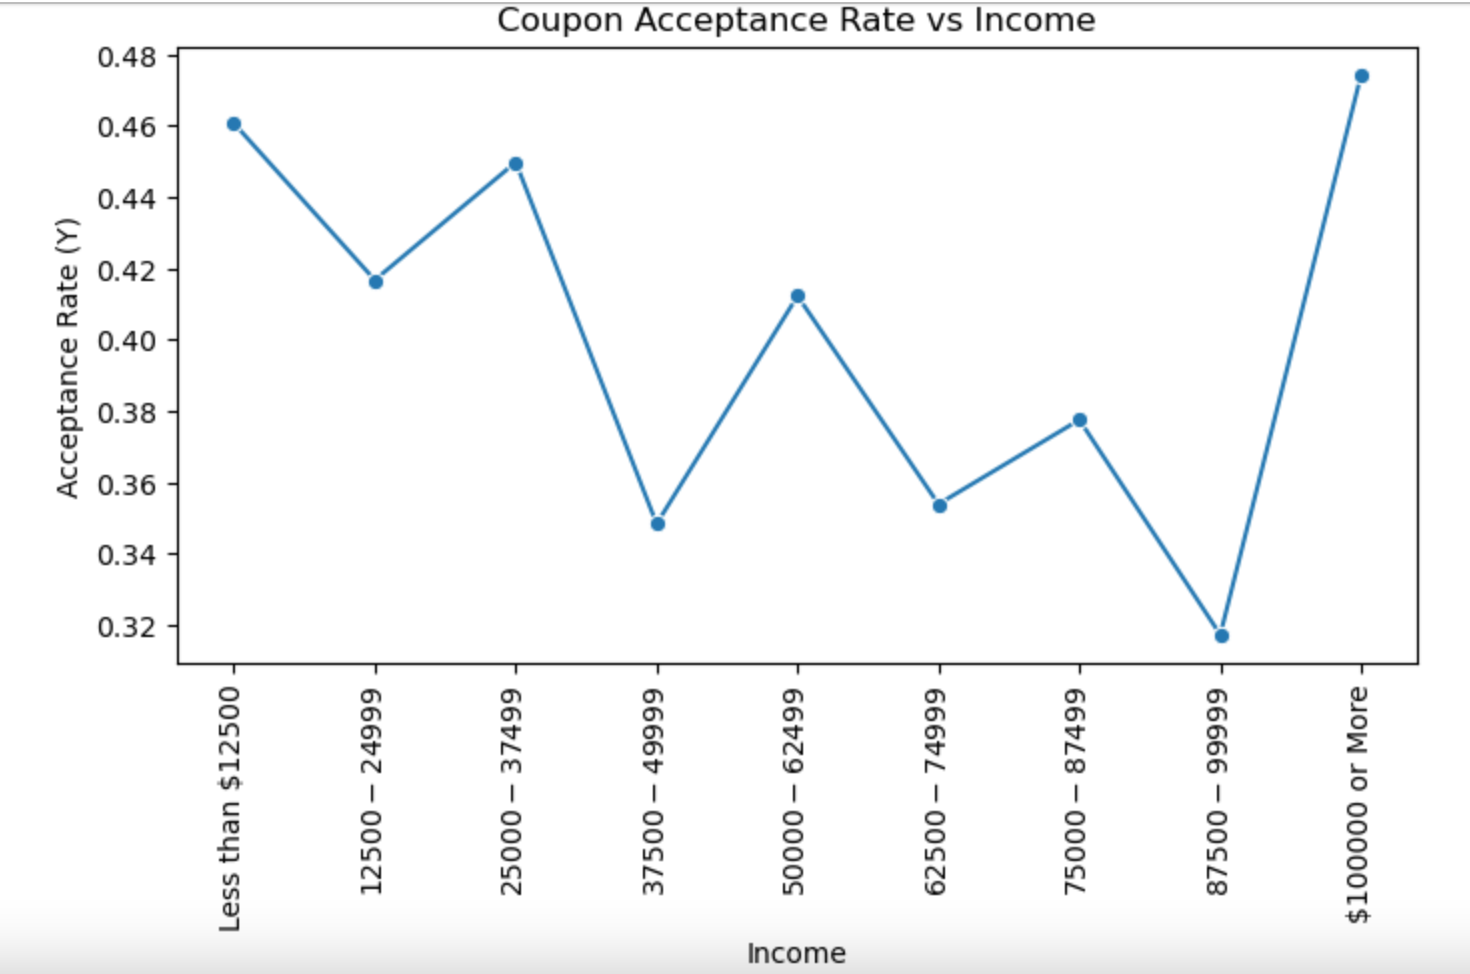 Coupon Acceptance Rate vs Income
Acceptance Rate (Y)
0.48
0.46
0.44
0.42
0.40
0.38
0.36
0.34
0.32
Less than $12500
12500 − 24999
25000 − 37499
37500 − 49999
50000 − 62499
62500 − 74999
75000 − 87499
87500 − 99999
$100000 or More
Income